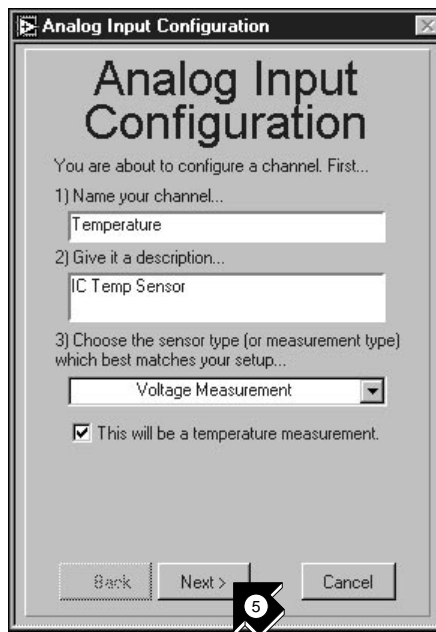 Analog Input Configuration
Analog Input
Configuration
You are about to configure a channel. First...
1) Name your channel...
Temperature
2) Give it a description...
IC Temp Sensor
3) Choose the sensor type (or measurement type)
which best matches your setup...
Voltage Measurement
This will be a temperature measurement.
Back
Next >
Cancel
5